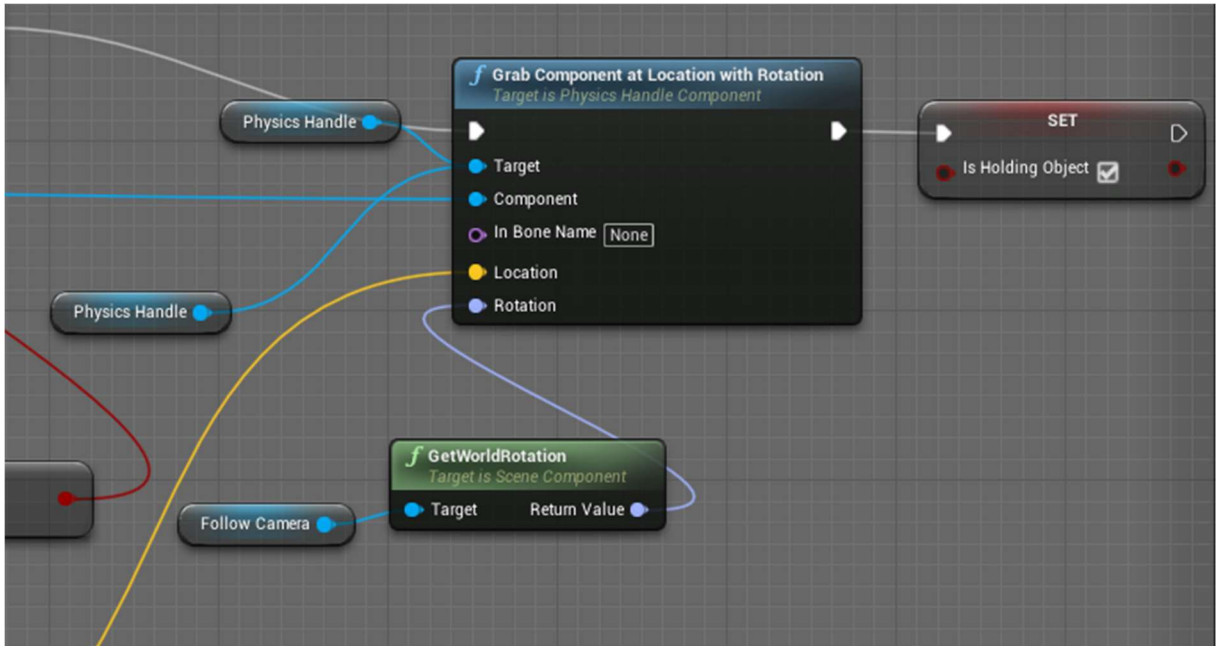 Grab Component at Location with Rotation
Target is Physics Handle Component
Physics Handle
SET
Target
Is Holding Object
Component
In Bone Name None
Location
Physics Handle
Rotation
GetWorldRotation
Target is Scene Component
Follow Camera
Target Return Value